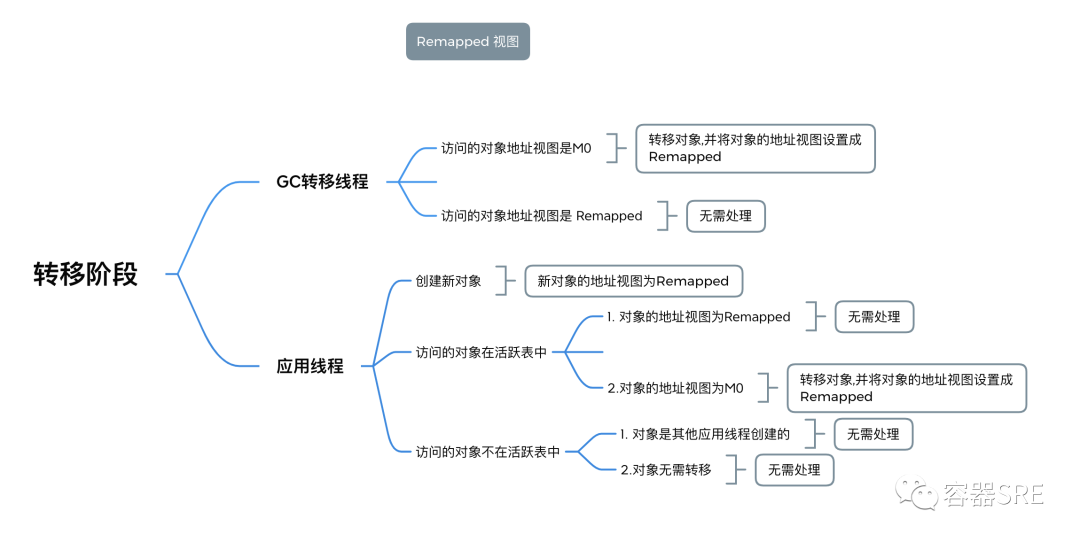 Remapped 视图
访问的对象地址视图是M0
转移对象,并将对象的地址视图设置成
Remapped
GC转移线程
访问的对象地址视图是 Remapped
无需处理
转移阶段
创建新对象
新对象的地址视图为Remapped
1. 对象的地址视图为Remapped
无需处理
应用线程
访问的对象在活跃表中
2.对象的地址视图为M0
转移对象,并将对象的地址视图设置成
Remapped
访问的对象不在活跃表中
1. 对象是其他应用线程创建的
无需处理
2.对象无需转移
无需处理
容器SRE